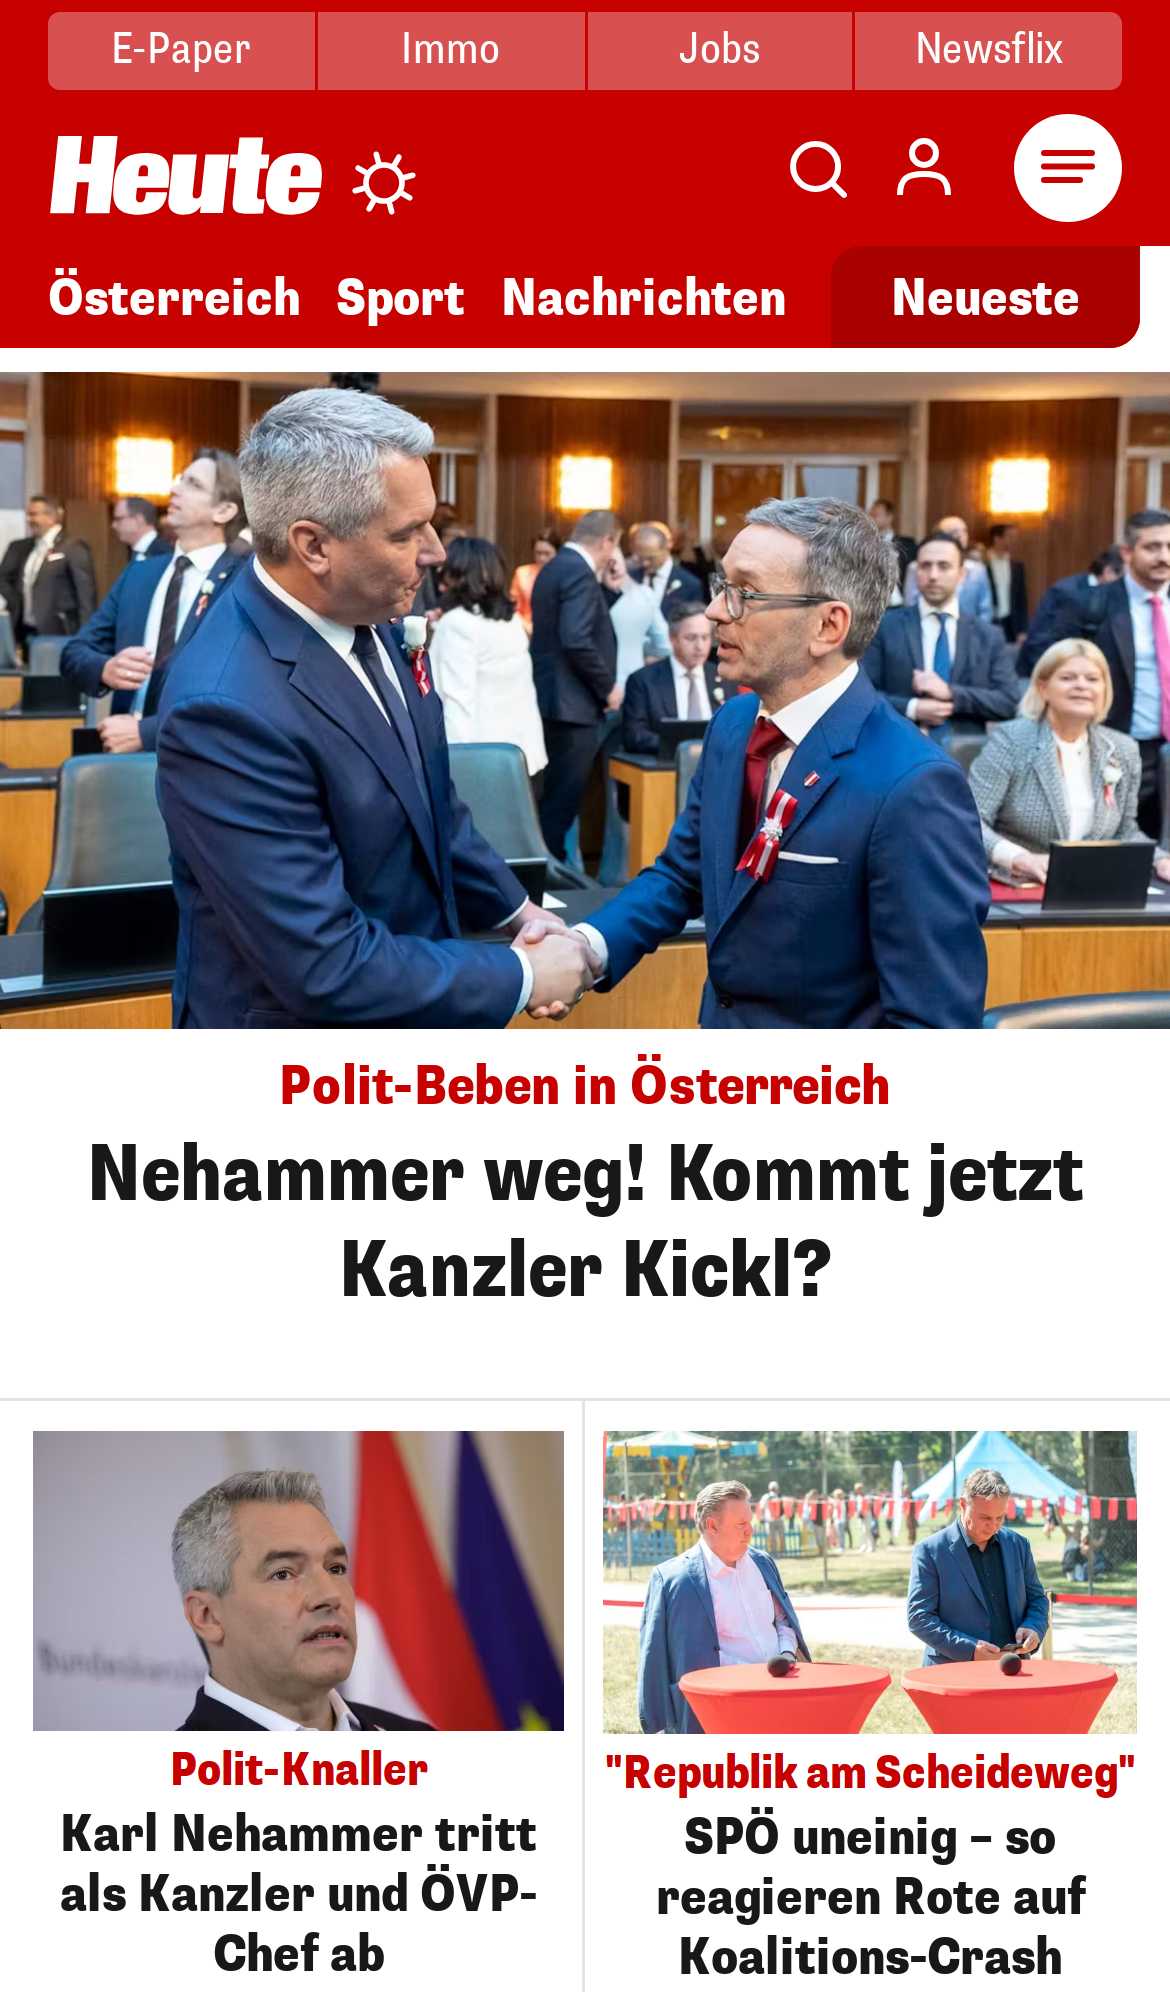 E-Paper Immo Jobs Newsflix
Heute
Österreich Sport Nachrichten Neueste
Polit-Beben in Österreich
Nehammer weg! Kommt jetzt
Kanzler Kickl?
Polit-Knaller
Karl Nehammer tritt
als Kanzler und ÖVP-
Chef ab
"Republik am Scheideweg"
SPÖ uneinig – so
reagieren Rote auf
Koalitions-Crash